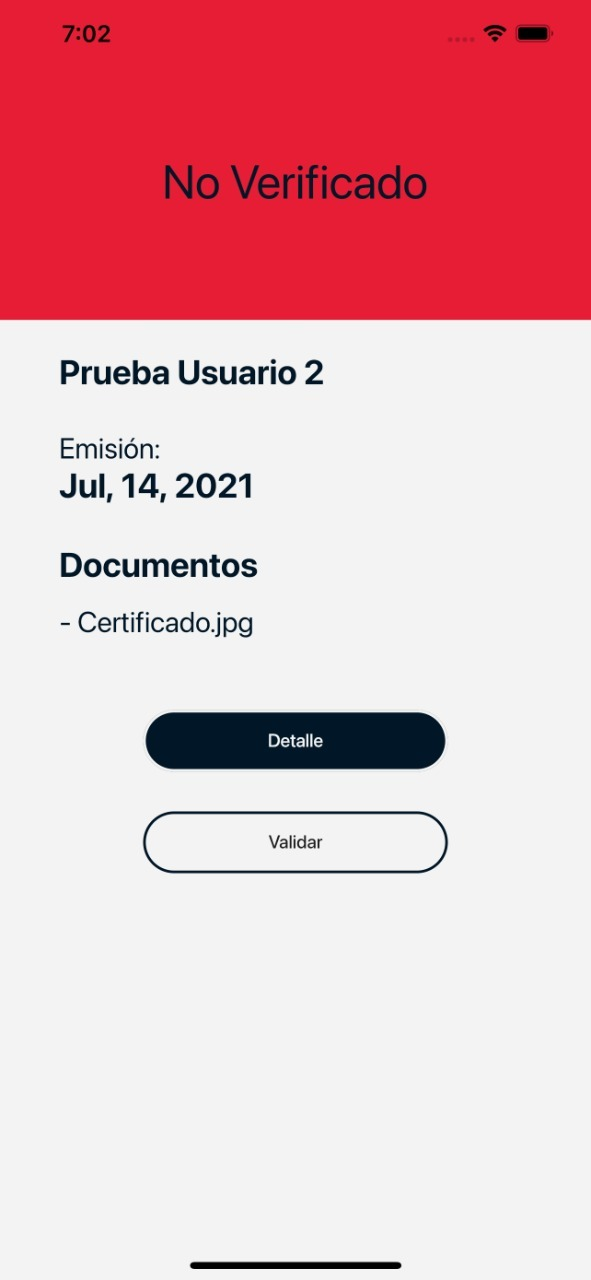 7:02
No Verificado
Prueba Usuario 2
Emisión:
Jul, 14, 2021
Documentos
- Certificado.jpg
Detalle
Validar